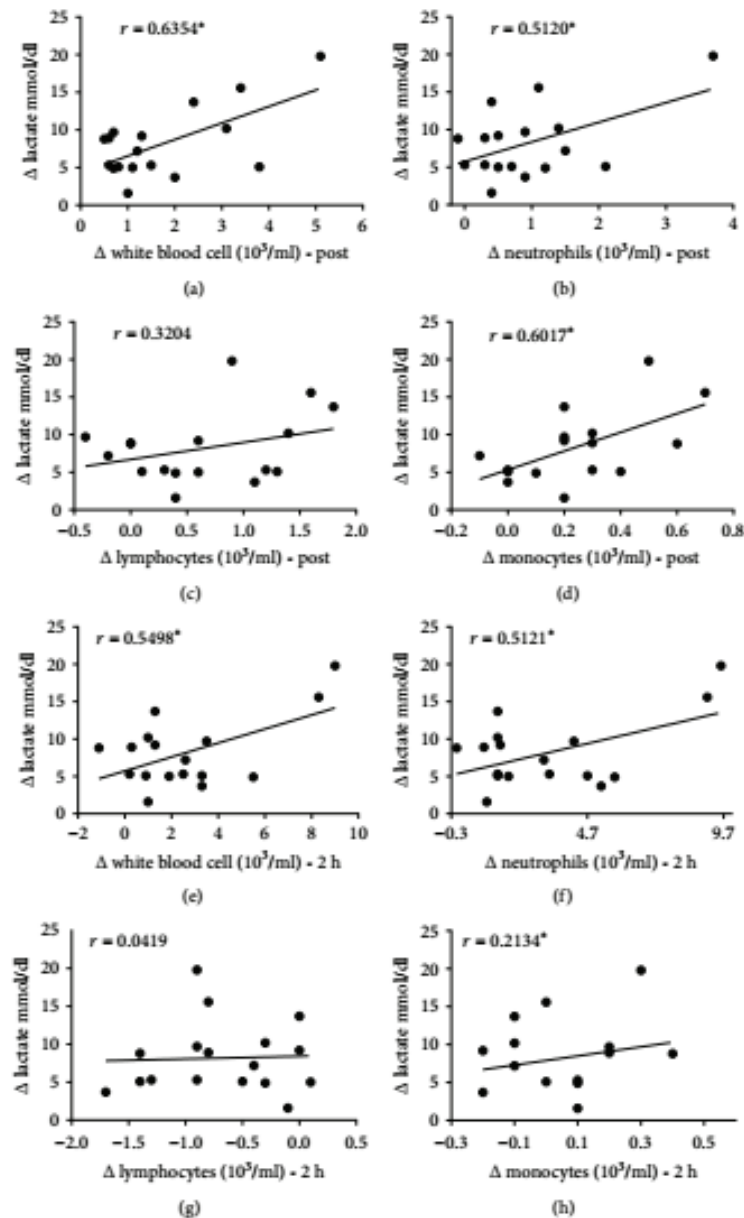 r = 0.6354*
Δ lactate mmol/dl
25
20
15
10
5
0
0 1 2 3 4 5 6
Δ white blood cell (10³/ml) - post
(a)
r = 0.5120*
Δ lactate mmol/dl
25
20
15
10
5
0
0 1 2 3 4
Δ neutrophils (10³/ml) - post
(b)
r = 0.3204
Δ lactate mmol/dl
25
20
15
10
5
0
−0.5 0.0 0.5 1.0 1.5 2.0
Δ lymphocytes (10³/ml) - post
(c)
r = 0.6017*
Δ lactate mmol/dl
25
20
15
10
5
0
−0.2 0.0 0.2 0.4 0.6 0.8
Δ monocytes (10³/ml) - post
(d)
r = 0.5498*
Δ lactate mmol/dl
25
20
15
10
5
0
−2 0 2 4 6 8 10
Δ white blood cell (10³/ml) - 2 h
(e)
r = 0.5121*
Δ lactate mmol/dl
25
20
15
10
5
0
−0.3 4.7 9.7
Δ neutrophils (10³/ml) - 2 h
(f)
r = 0.0419
Δ lactate mmol/dl
25
20
15
10
5
0
−2.0 −1.5 −1.0 −0.5 0.0 0.5
Δ lymphocytes (10³/ml) - 2 h
(g)
r = 0.2134*
Δ lactate mmol/dl
25
20
15
10
5
0
−0.3 −0.1 0.1 0.3 0.5
Δ monocytes (10³/ml) - 2 h
(h)